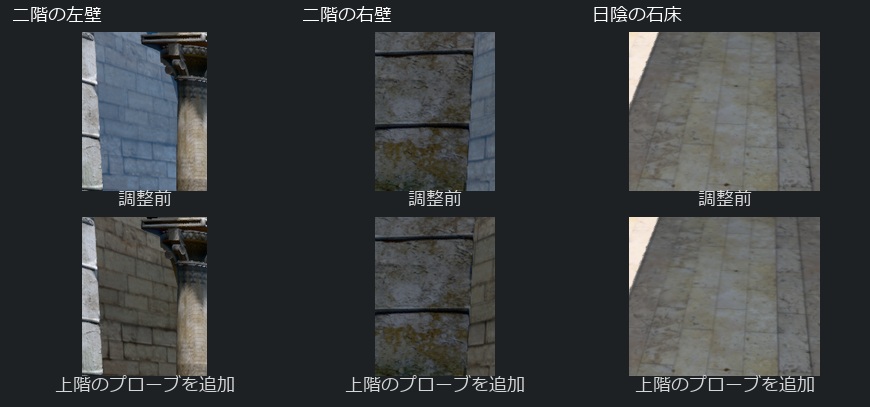 二階の左壁
二階の右壁
日陰の石床
調整前
調整前
調整前
上階のプローブを追加
上階のプローブを追加
上階のプローブを追加